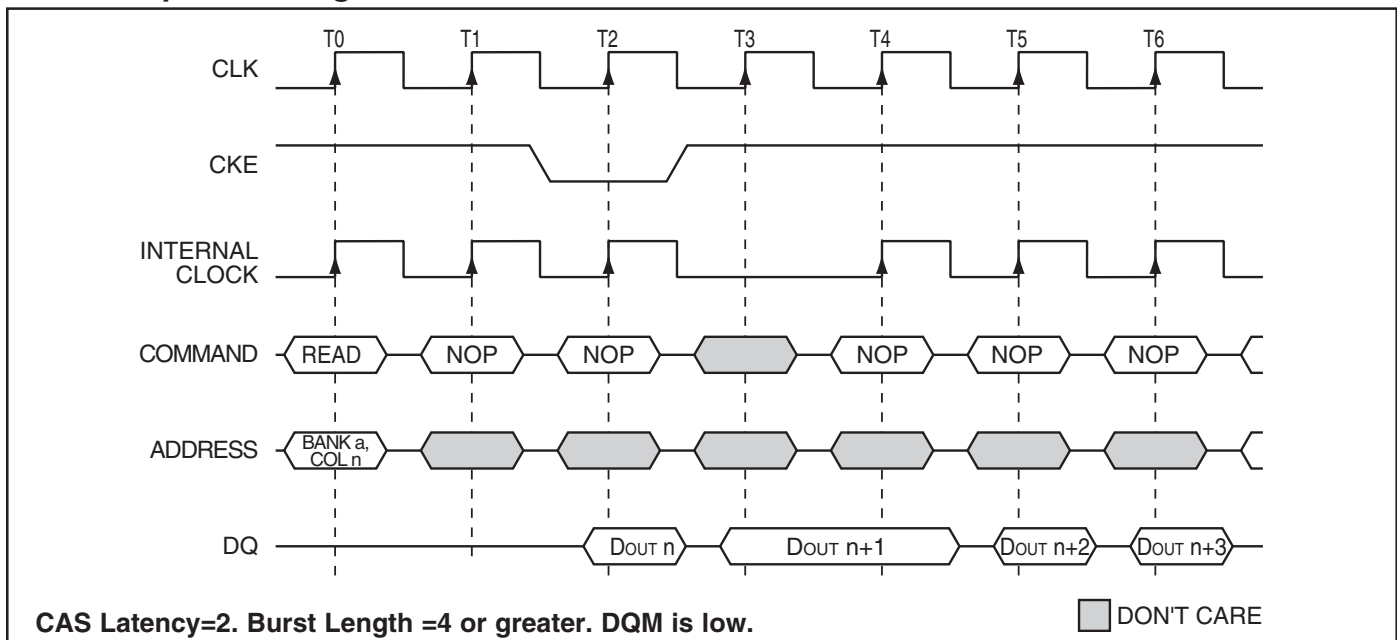 T0 T1 T2 T3 T4 T5 T6
CLK
CKE
INTERNAL
CLOCK
COMMAND READ NOP NOP NOP NOP NOP
ADDRESS BANK a,
COL n
DQ DOUT n DOUT n+1 DOUT n+2 DOUT n+3
CAS Latency=2. Burst Length =4 or greater. DQM is low. DON'T CARE